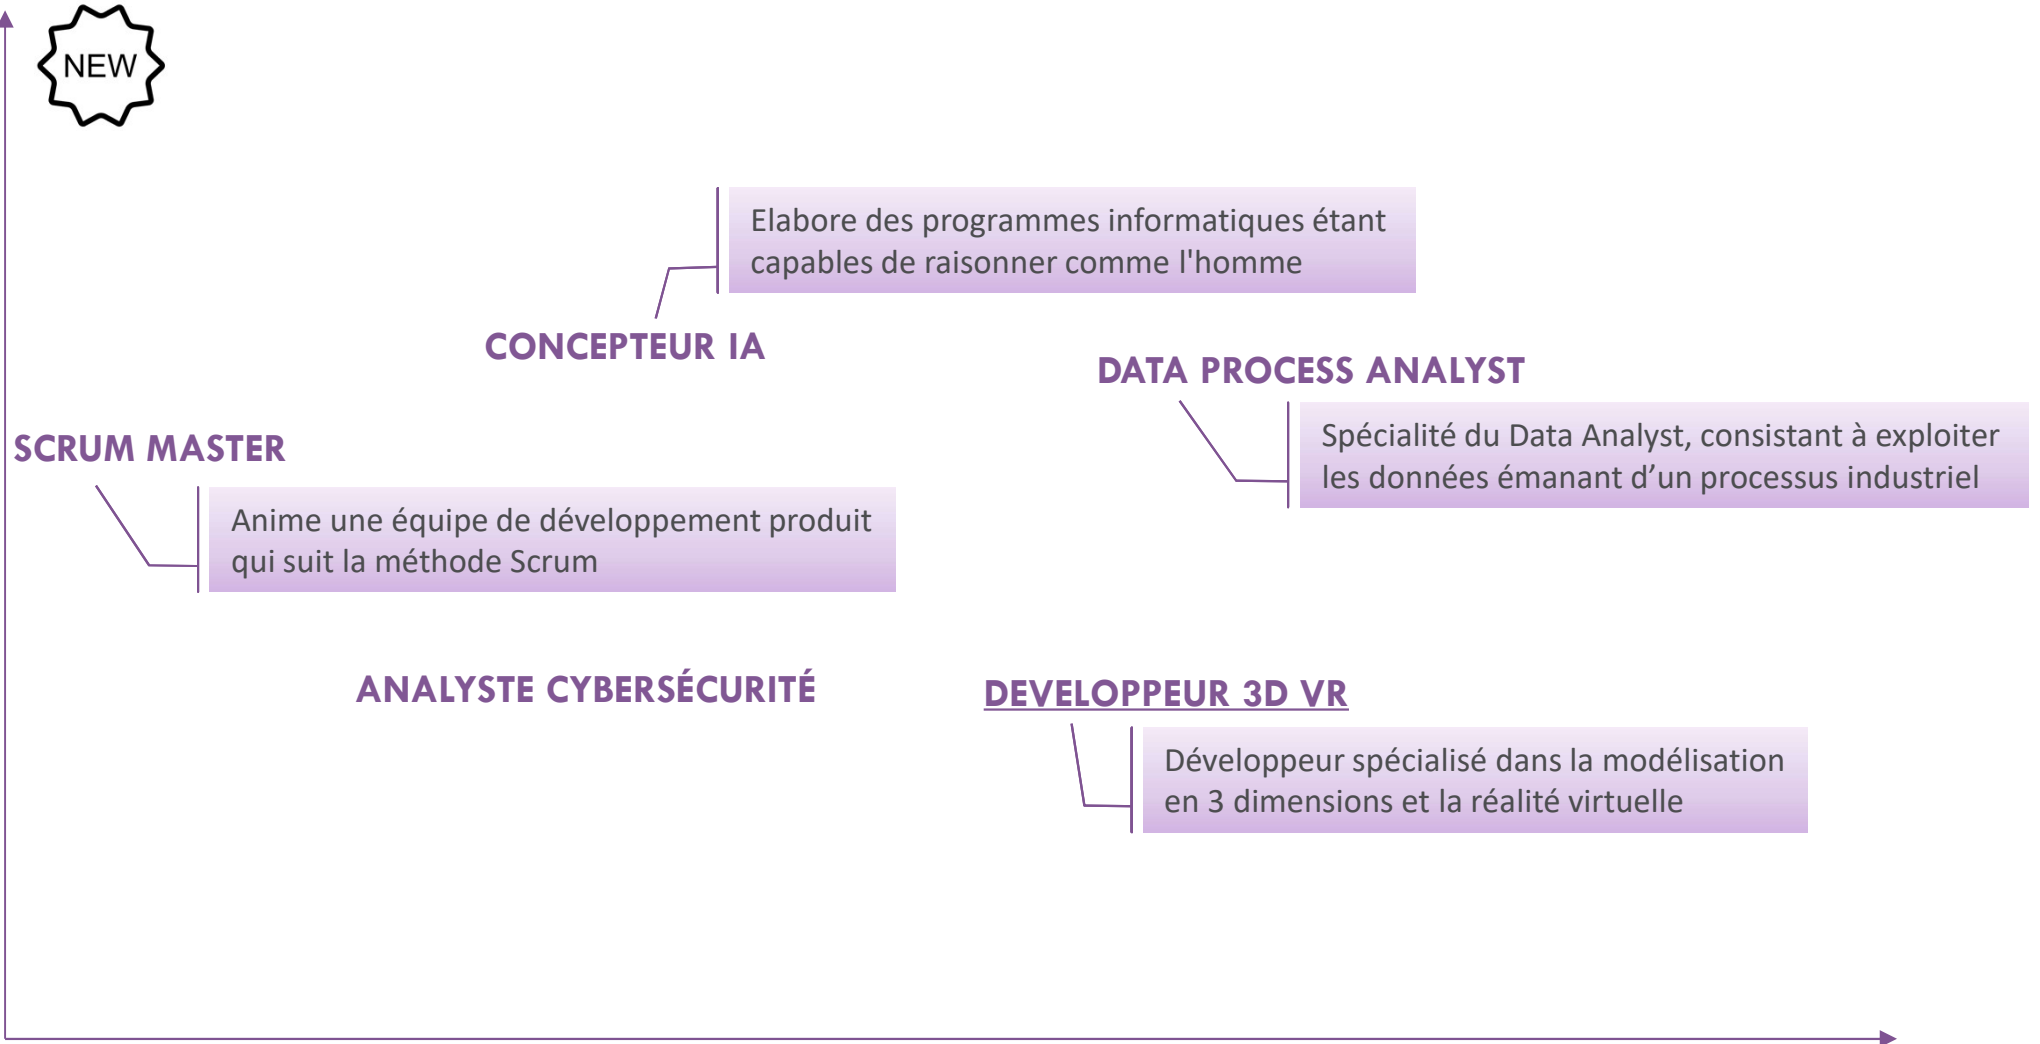 NEW
Elabore des programmes informatiques étant
capables de raisonner comme l'homme
CONCEPTEUR IA
DATA PROCESS ANALYST
Spécialité du Data Analyst, consistant à exploiter
les données émanant d’un processus industriel
SCRUM MASTER
Anime une équipe de développement produit
qui suit la méthode Scrum
ANALYSTE CYBERSÉCURITÉ
DEVELOPPEUR 3D VR
Développeur spécialisé dans la modélisation
en 3 dimensions et la réalité virtuelle